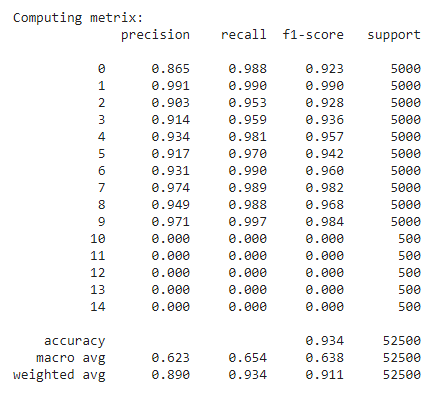 Computing metrix:
precision recall f1-score support
0 0.865 0.988 0.923 5000
1 0.991 0.990 0.990 5000
2 0.903 0.953 0.928 5000
3 0.914 0.959 0.936 5000
4 0.934 0.981 0.957 5000
5 0.917 0.970 0.942 5000
6 0.931 0.990 0.960 5000
7 0.974 0.989 0.982 5000
8 0.949 0.988 0.968 5000
9 0.971 0.997 0.984 5000
10 0.000 0.000 0.000 500
11 0.000 0.000 0.000 500
12 0.000 0.000 0.000 500
13 0.000 0.000 0.000 500
14 0.000 0.000 0.000 500
accuracy 0.934 52500
macro avg 0.623 0.654 0.638 52500
weighted avg 0.890 0.934 0.911 52500